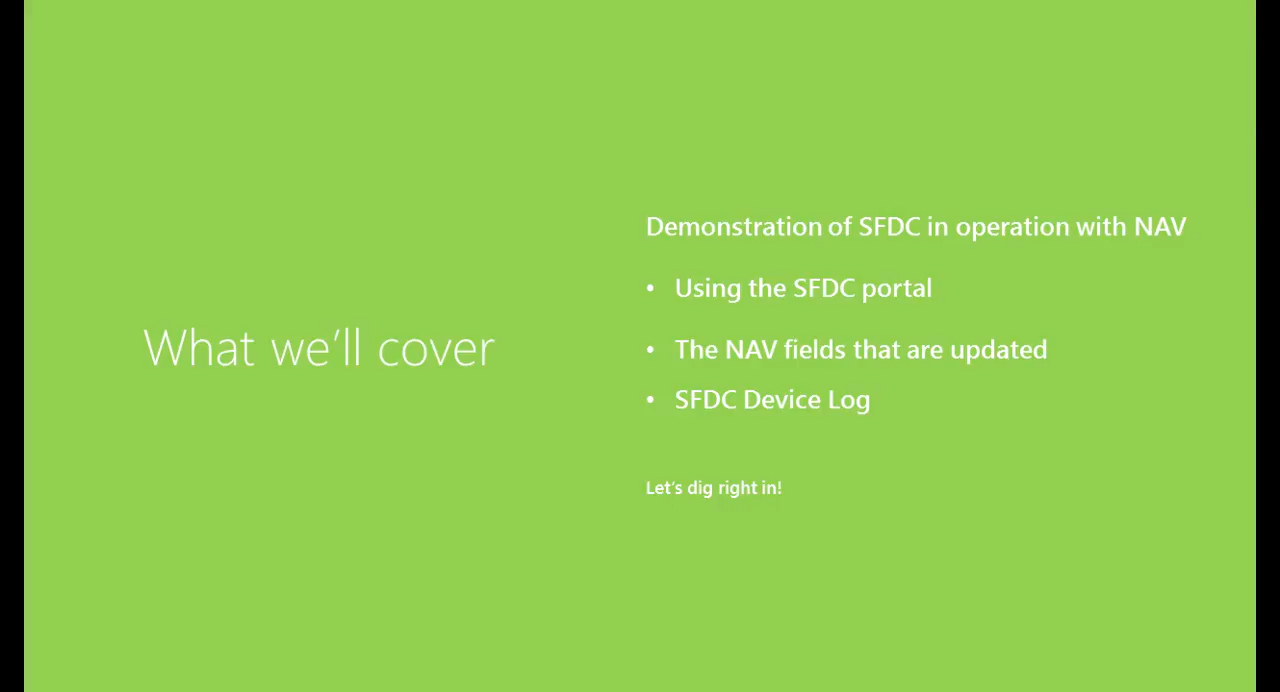 What we'll cover
Demonstration of SFDC in operation with NAV
• Using the SFDC portal
• The NAV fields that are updated
• SFDC Device Log
Let's dig right in!